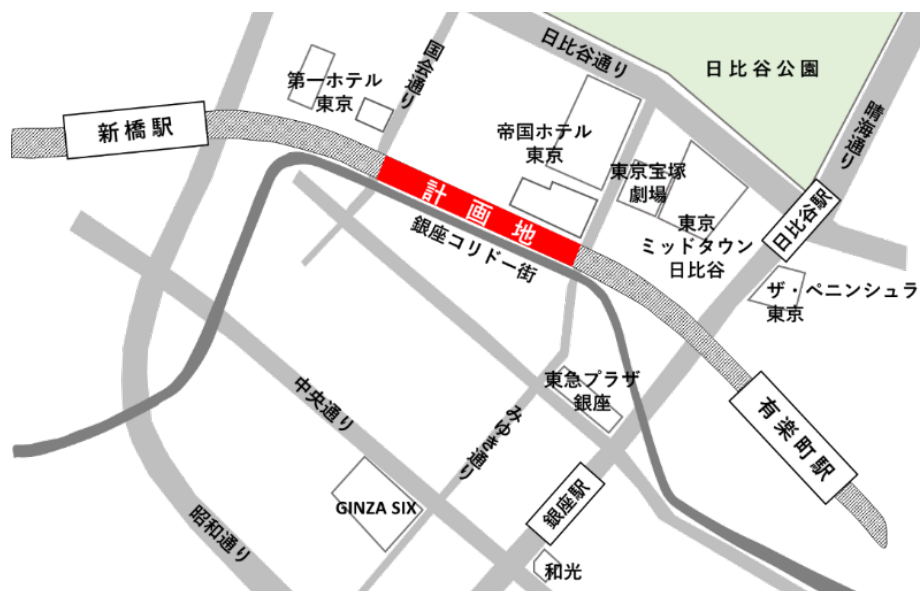 日比谷通り
日比谷公園
国会通り
第一ホテル
東京
新橋駅
帝国ホテル
東京
晴海通り
東京宝塚
劇場
計画地
銀座コリドー街
東京
ミッドタウン
日比谷
日比谷駅
ザ・ペニンシュラ
東京
東急プラザ
銀座
中央通り
みゆき通り
有楽町駅
GINZA SIX
銀座駅
昭和通り
和光